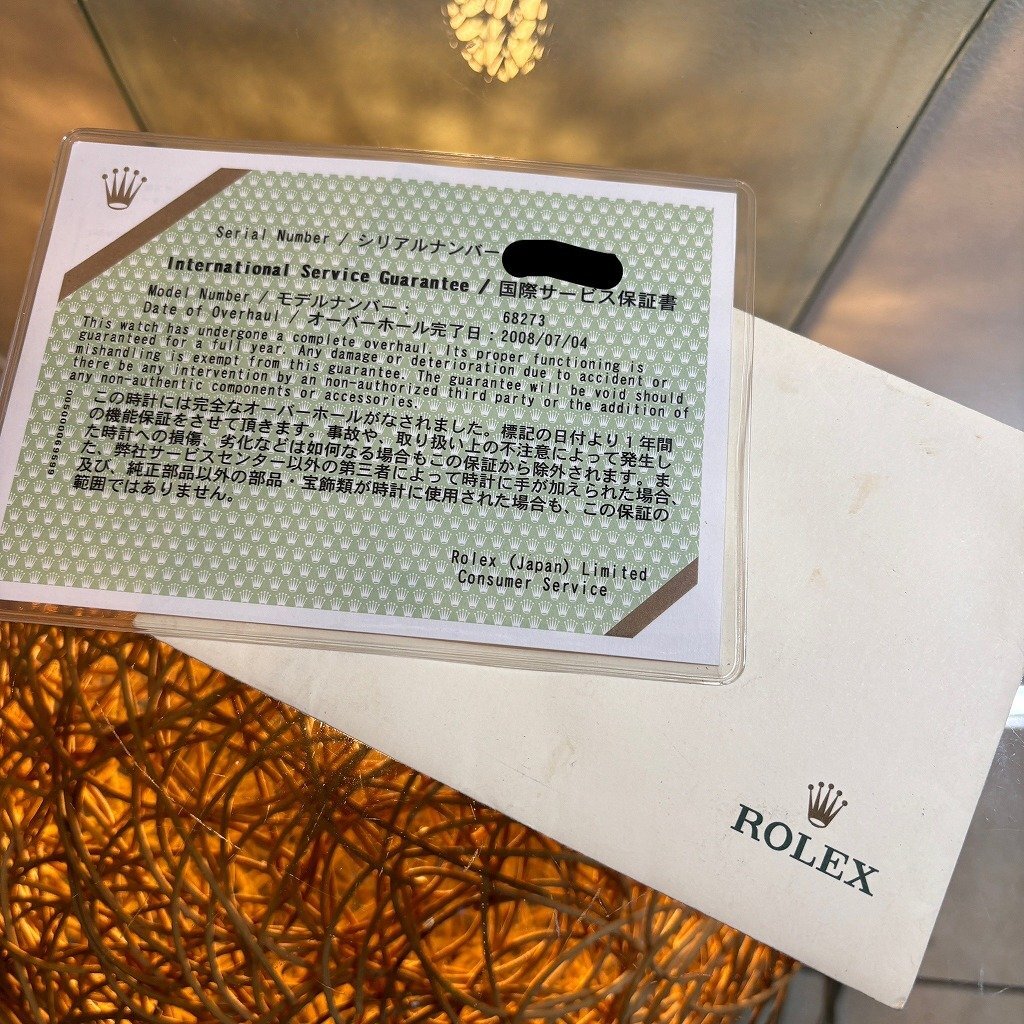 Serial Number / シリアルナンバー
International Service Guarantee / 国際サービス保証書
Model Number / モデルナンバー : 68273
Date of Overhaul / オーバーホール完了日 : 2008/07/04
This watch has undergone a complete overhaul. Its proper functioning is
guaranteed for a full year. Any damage or deterioration due to accident or
mishandling is exempt from this guarantee. The guarantee will be void should
there be any intervention by an non-authorized third party or the addition of
any non-authentic components or accessories.
この時計には完全なオーバーホールがなされました。標記の日付より1年間
の機能保証をさせて頂きます。事故や、取り扱い上の不注意によって発生し
た時計への損傷、劣化などは如何なる場合もこの保証から除外されます。ま
た、弊社サービスセンター以外の第三者によって時計に手が加えられた場合、
及び、純正部品以外の部品・宝飾類が時計に使用された場合も、この保証の
範囲ではありません。
Rolex (Japan) Limited
Consumer Service
ROLEX